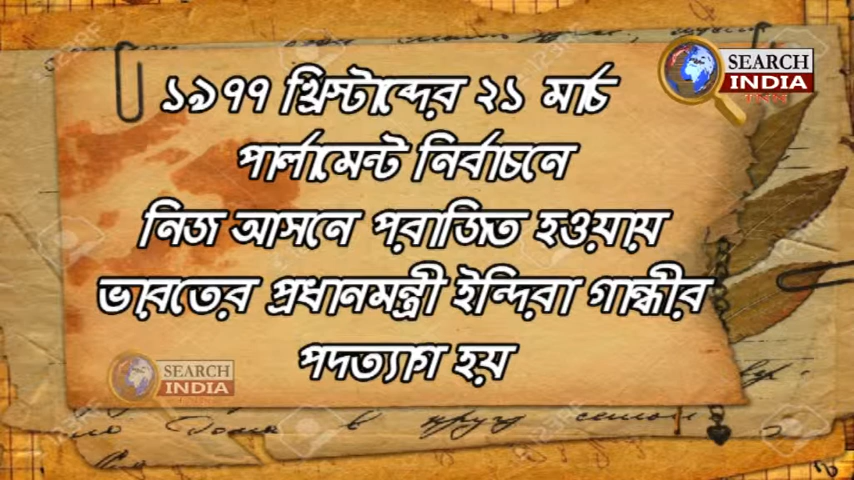 SEARCH
INDIA
১৯৭৭ খ্রিস্টাব্দের ২১ মার্চ
পার্লামেন্ট নির্বাচনে
নিজ আসনে পরাজিত হওয়ায়
ভারতের প্রধানমন্ত্রী ইন্দিরা গান্ধীর
পদত্যাগ হয়
SEARCH
INDIA